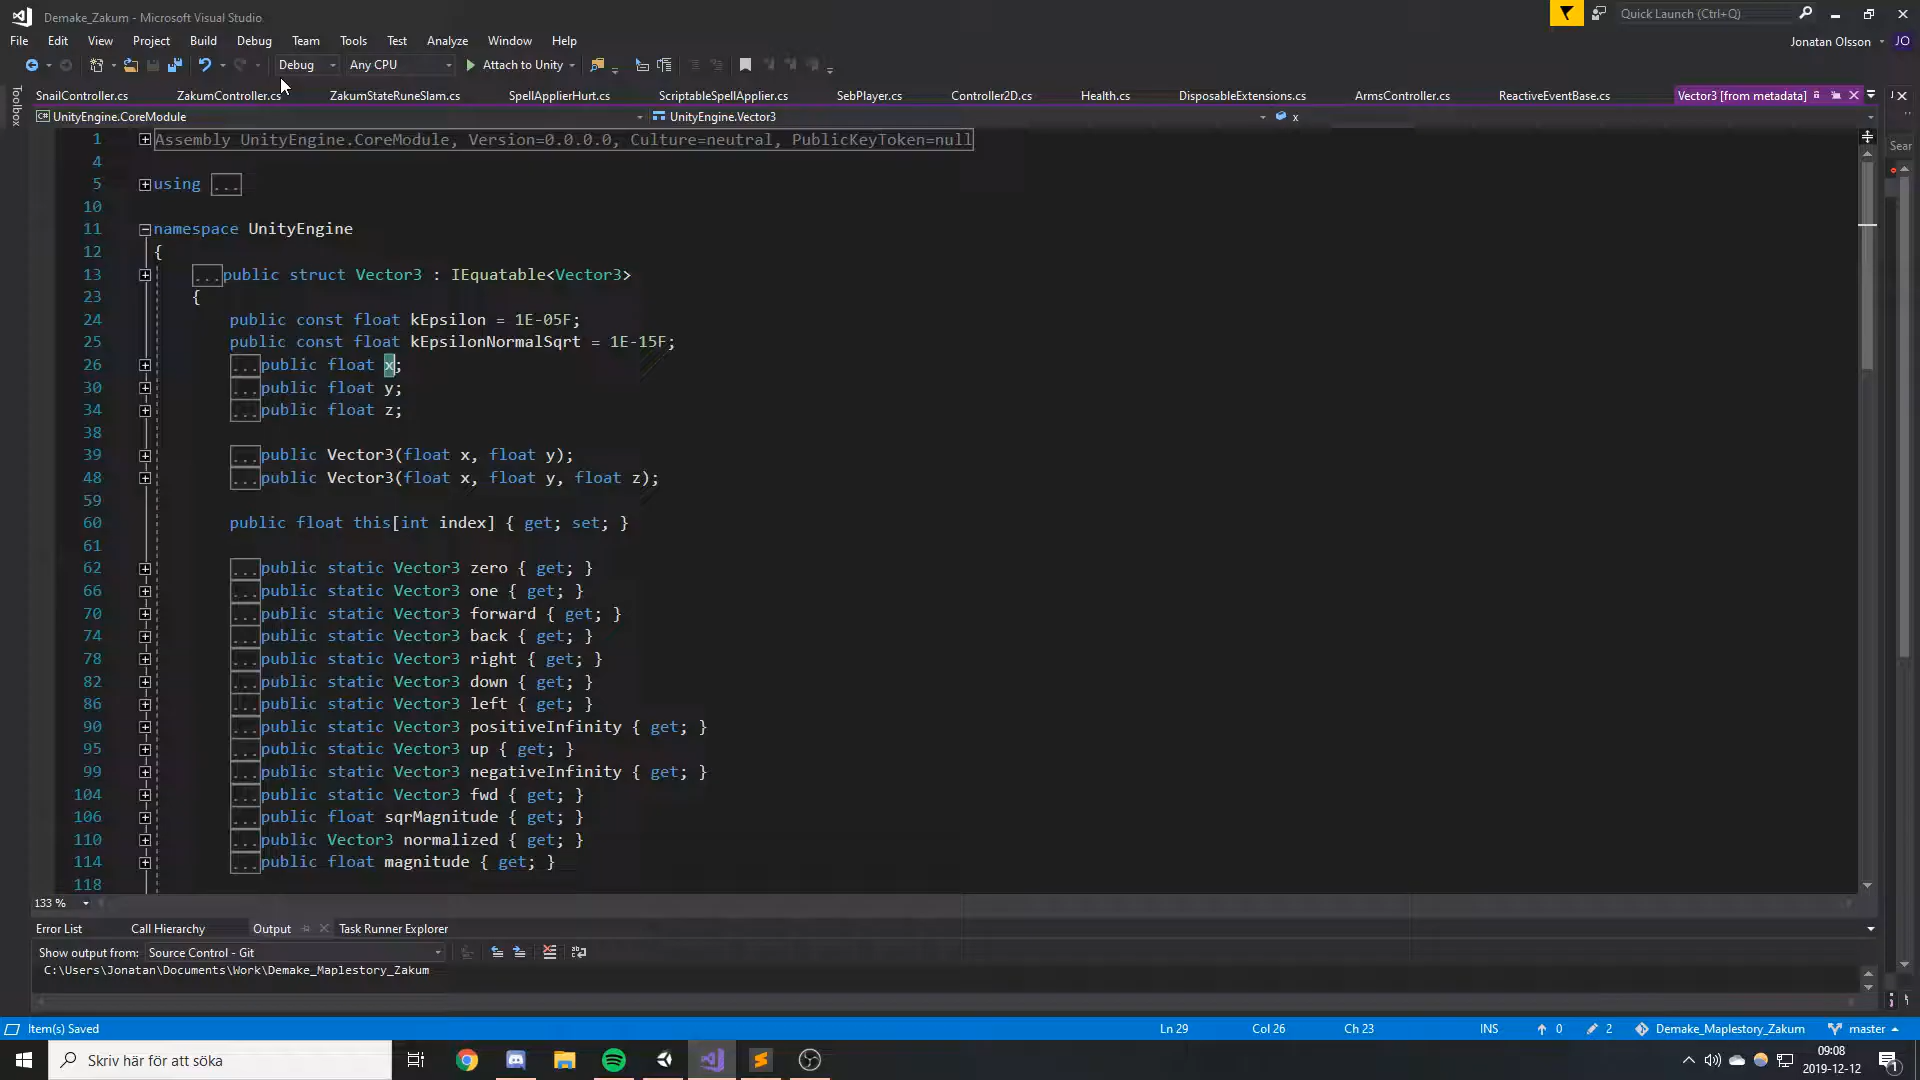 Demake_Zakum - Microsoft Visual Studio
Quick Launch (Ctrl+Q)
File Edit View Project Build Debug Team Tools Test Analyze Window Help
Jonatan Olsson JO
Debug Any CPU Attach to Unity
Toolbox
SnailController.cs ZakumController.cs ZakumStateRuneSlam.cs SpellApplierHurt.cs ScriptableSpellApplier.cs SebPlayer.cs Controller2D.cs Health.cs DisposableExtensions.cs ArmsController.cs ReactiveEventBase.cs Vector3 [from metadata]
UnityEngine.CoreModule UnityEngine.Vector3 x
1 Assembly UnityEngine.CoreModule, Version=0.0.0.0, Culture=neutral, PublicKeyToken=null
Sear
4
5 using ...
10
11 namespace UnityEngine
12 {
13 ...public struct Vector3 : IEquatable<Vector3>
23 {
24 public const float kEpsilon = 1E-05F;
25 public const float kEpsilonNormalSqrt = 1E-15F;
26 ...public float x;
30 ...public float y;
34 ...public float z;
38
39 ...public Vector3(float x, float y);
48 ...public Vector3(float x, float y, float z);
59
60 public float this[int index] { get; set; }
61
62 ...public static Vector3 zero { get; }
66 ...public static Vector3 one { get; }
70 ...public static Vector3 forward { get; }
74 ...public static Vector3 back { get; }
78 ...public static Vector3 right { get; }
82 ...public static Vector3 down { get; }
86 ...public static Vector3 left { get; }
90 ...public static Vector3 positiveInfinity { get; }
95 ...public static Vector3 up { get; }
99 ...public static Vector3 negativeInfinity { get; }
104 ...public static Vector3 fwd { get; }
106 ...public float sqrMagnitude { get; }
110 ...public Vector3 normalized { get; }
114 ...public float magnitude { get; }
118
133 %
Error List Call Hierarchy Output Task Runner Explorer
Show output from: Source Control - Git
C:\Users\Jonatan\Documents\Work\Demake_Maplestory_Zakum
Item(s) Saved Ln 29 Col 26 Ch 23 INS 0 2 Demake_Maplestory_Zakum master
Skriv här för att söka
09:08
2019-12-12
1